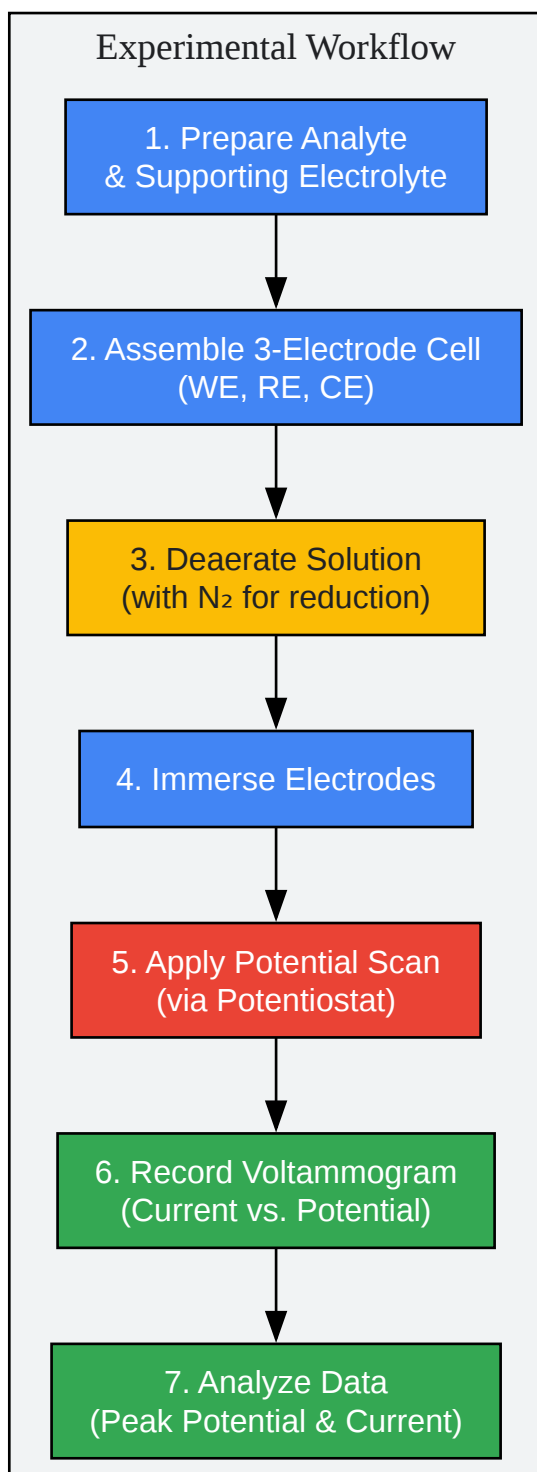 Experimental Workflow
1. Prepare Analyte
& Supporting Electrolyte
2. Assemble 3-Electrode Cell
(WE, RE, CE)
3. Deaerate Solution
(with N₂ for reduction)
4. Immerse Electrodes
5. Apply Potential Scan
(via Potentiostat)
6. Record Voltammogram
(Current vs. Potential)
7. Analyze Data
(Peak Potential & Current)